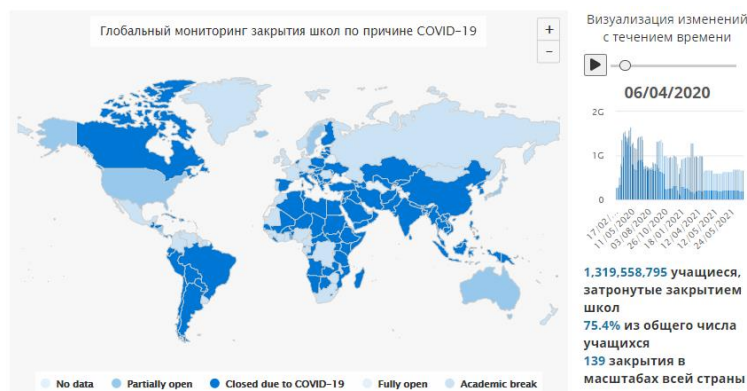 Глобальный мониторинг закрытия школ по причине COVID-19
+
−
No data
Partially open
Closed due to COVID-19
Fully open
Academic break
Визуализация изменений
с течением времени
06/04/2020
2G
1G
0
17/02/...
11/05/2020
03/08/2020
26/10/2020
18/01/2021
12/04/2021
12/05/2021
24/05/2021
1,319,558,795 учащиеся,
затронутые закрытием
школ
75.4% из общего числа
учащихся
139 закрытия в
масштабах всей страны